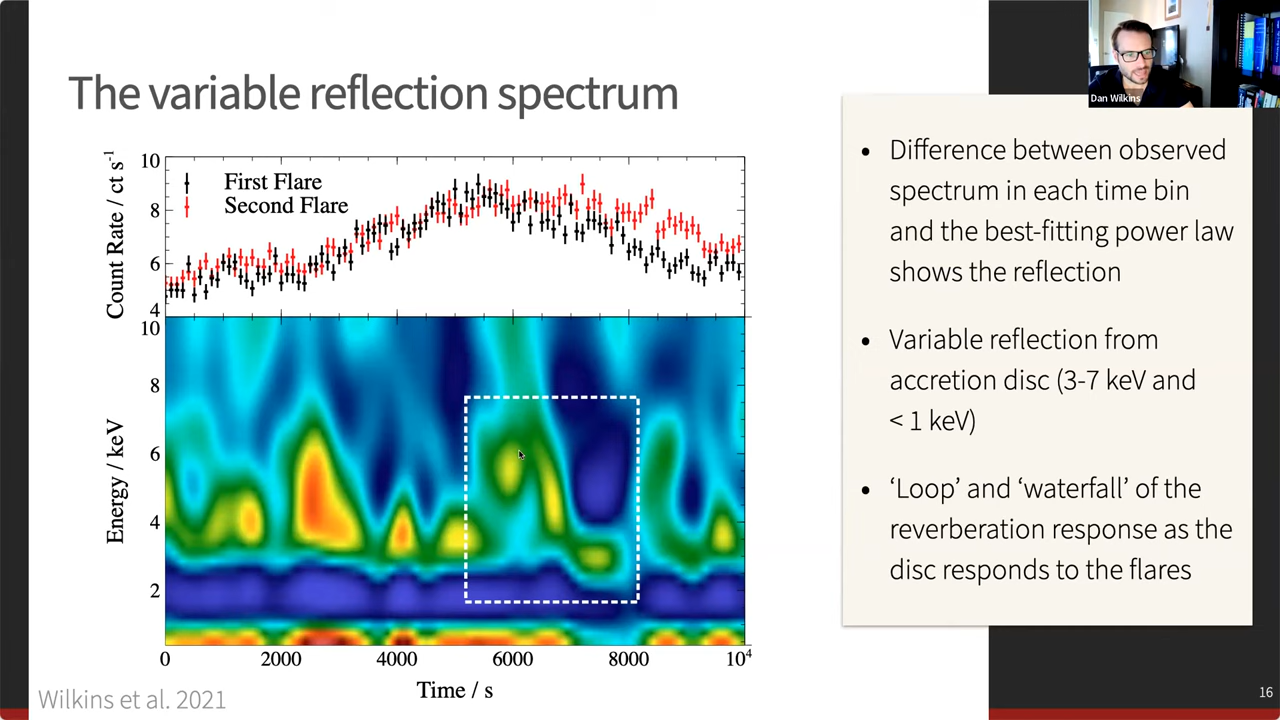 Dan Wilkins
The variable reflection spectrum
10
8
6
4
Count Rate / ct s⁻¹
First Flare
Second Flare
10
8
6
4
2
Energy / keV
0
2000
4000
6000
8000
10⁴
Time / s
• Difference between observed
spectrum in each time bin
and the best-fitting power law
shows the reflection
• Variable reflection from
accretion disc (3-7 keV and
< 1 keV)
• ‘Loop’ and ‘waterfall’ of the
reverberation response as the
disc responds to the flares
Wilkins et al. 2021
16